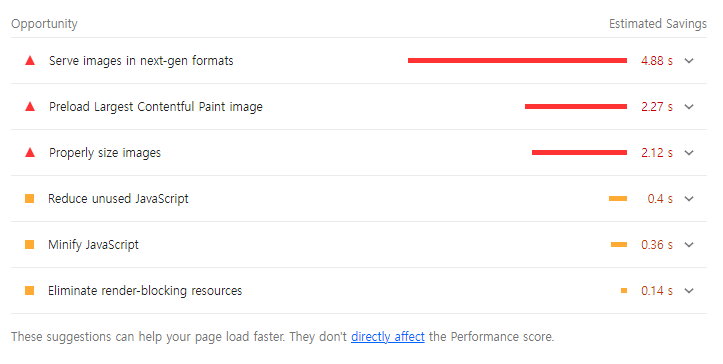 Opportunity Estimated Savings
Serve images in next-gen formats 4.88 s
Preload Largest Contentful Paint image 2.27 s
Properly size images 2.12 s
Reduce unused JavaScript 0.4 s
Minify JavaScript 0.36 s
Eliminate render-blocking resources 0.14 s
These suggestions can help your page load faster. They don't directly affect the Performance score.